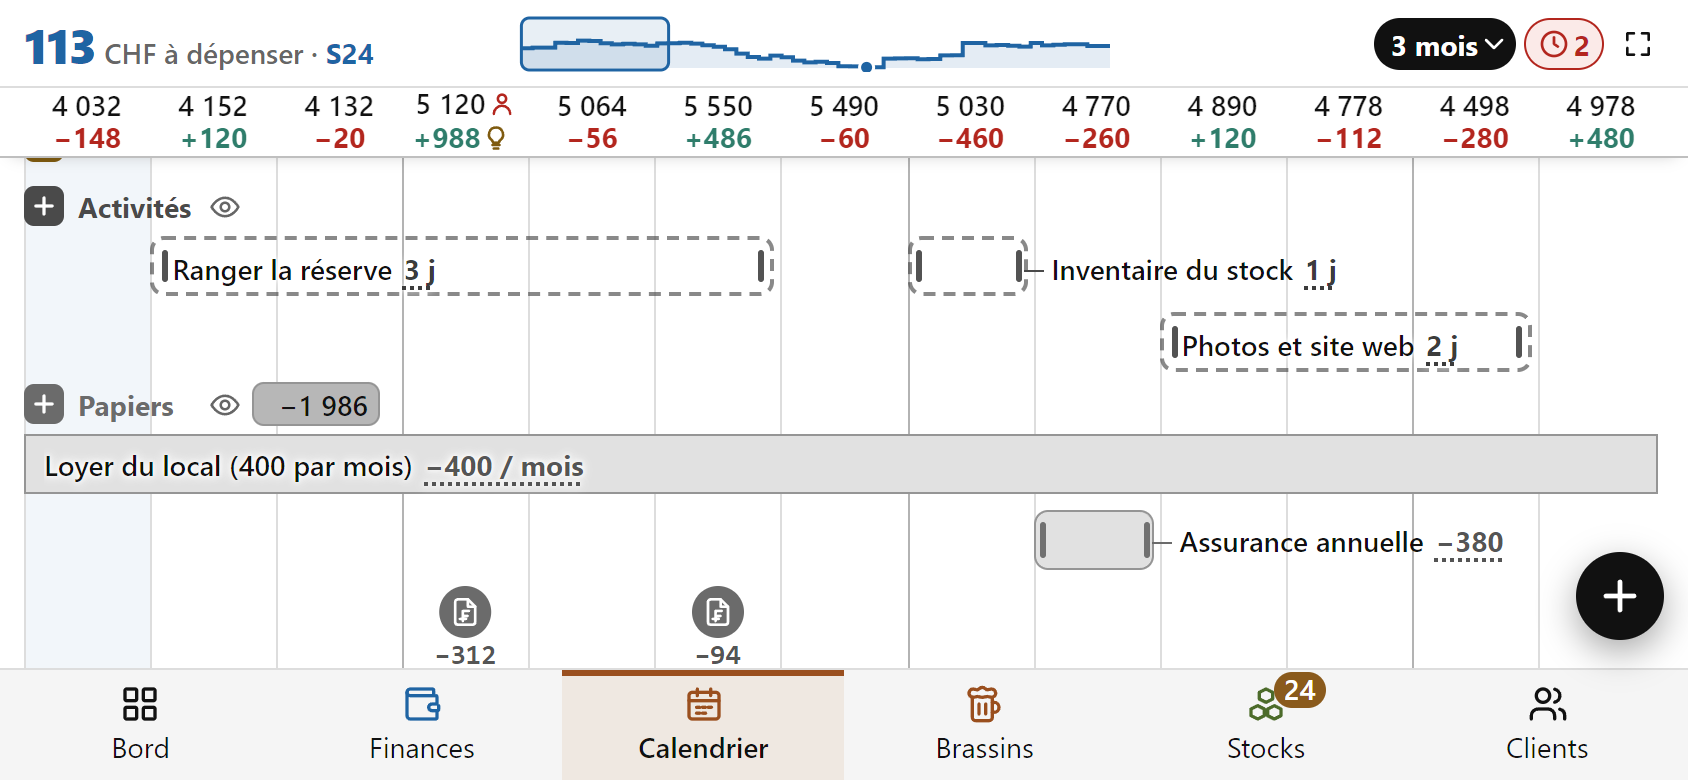 113 CHF à dépenser · S24
3 mois
2
4 032 4 152 4 132 5 120 5 064 5 550 5 490 5 030 4 770 4 890 4 778 4 498 4 978
−148 +120 −20 +988 −56 +486 −60 −460 −260 +120 −112 −280 +480
Activités
Ranger la réserve 3 j
Inventaire du stock 1 j
Photos et site web 2 j
Papiers −1 986
Loyer du local (400 par mois) −400 / mois
Assurance annuelle −380
−312 −94
24
Bord Finances Calendrier Brassins Stocks Clients